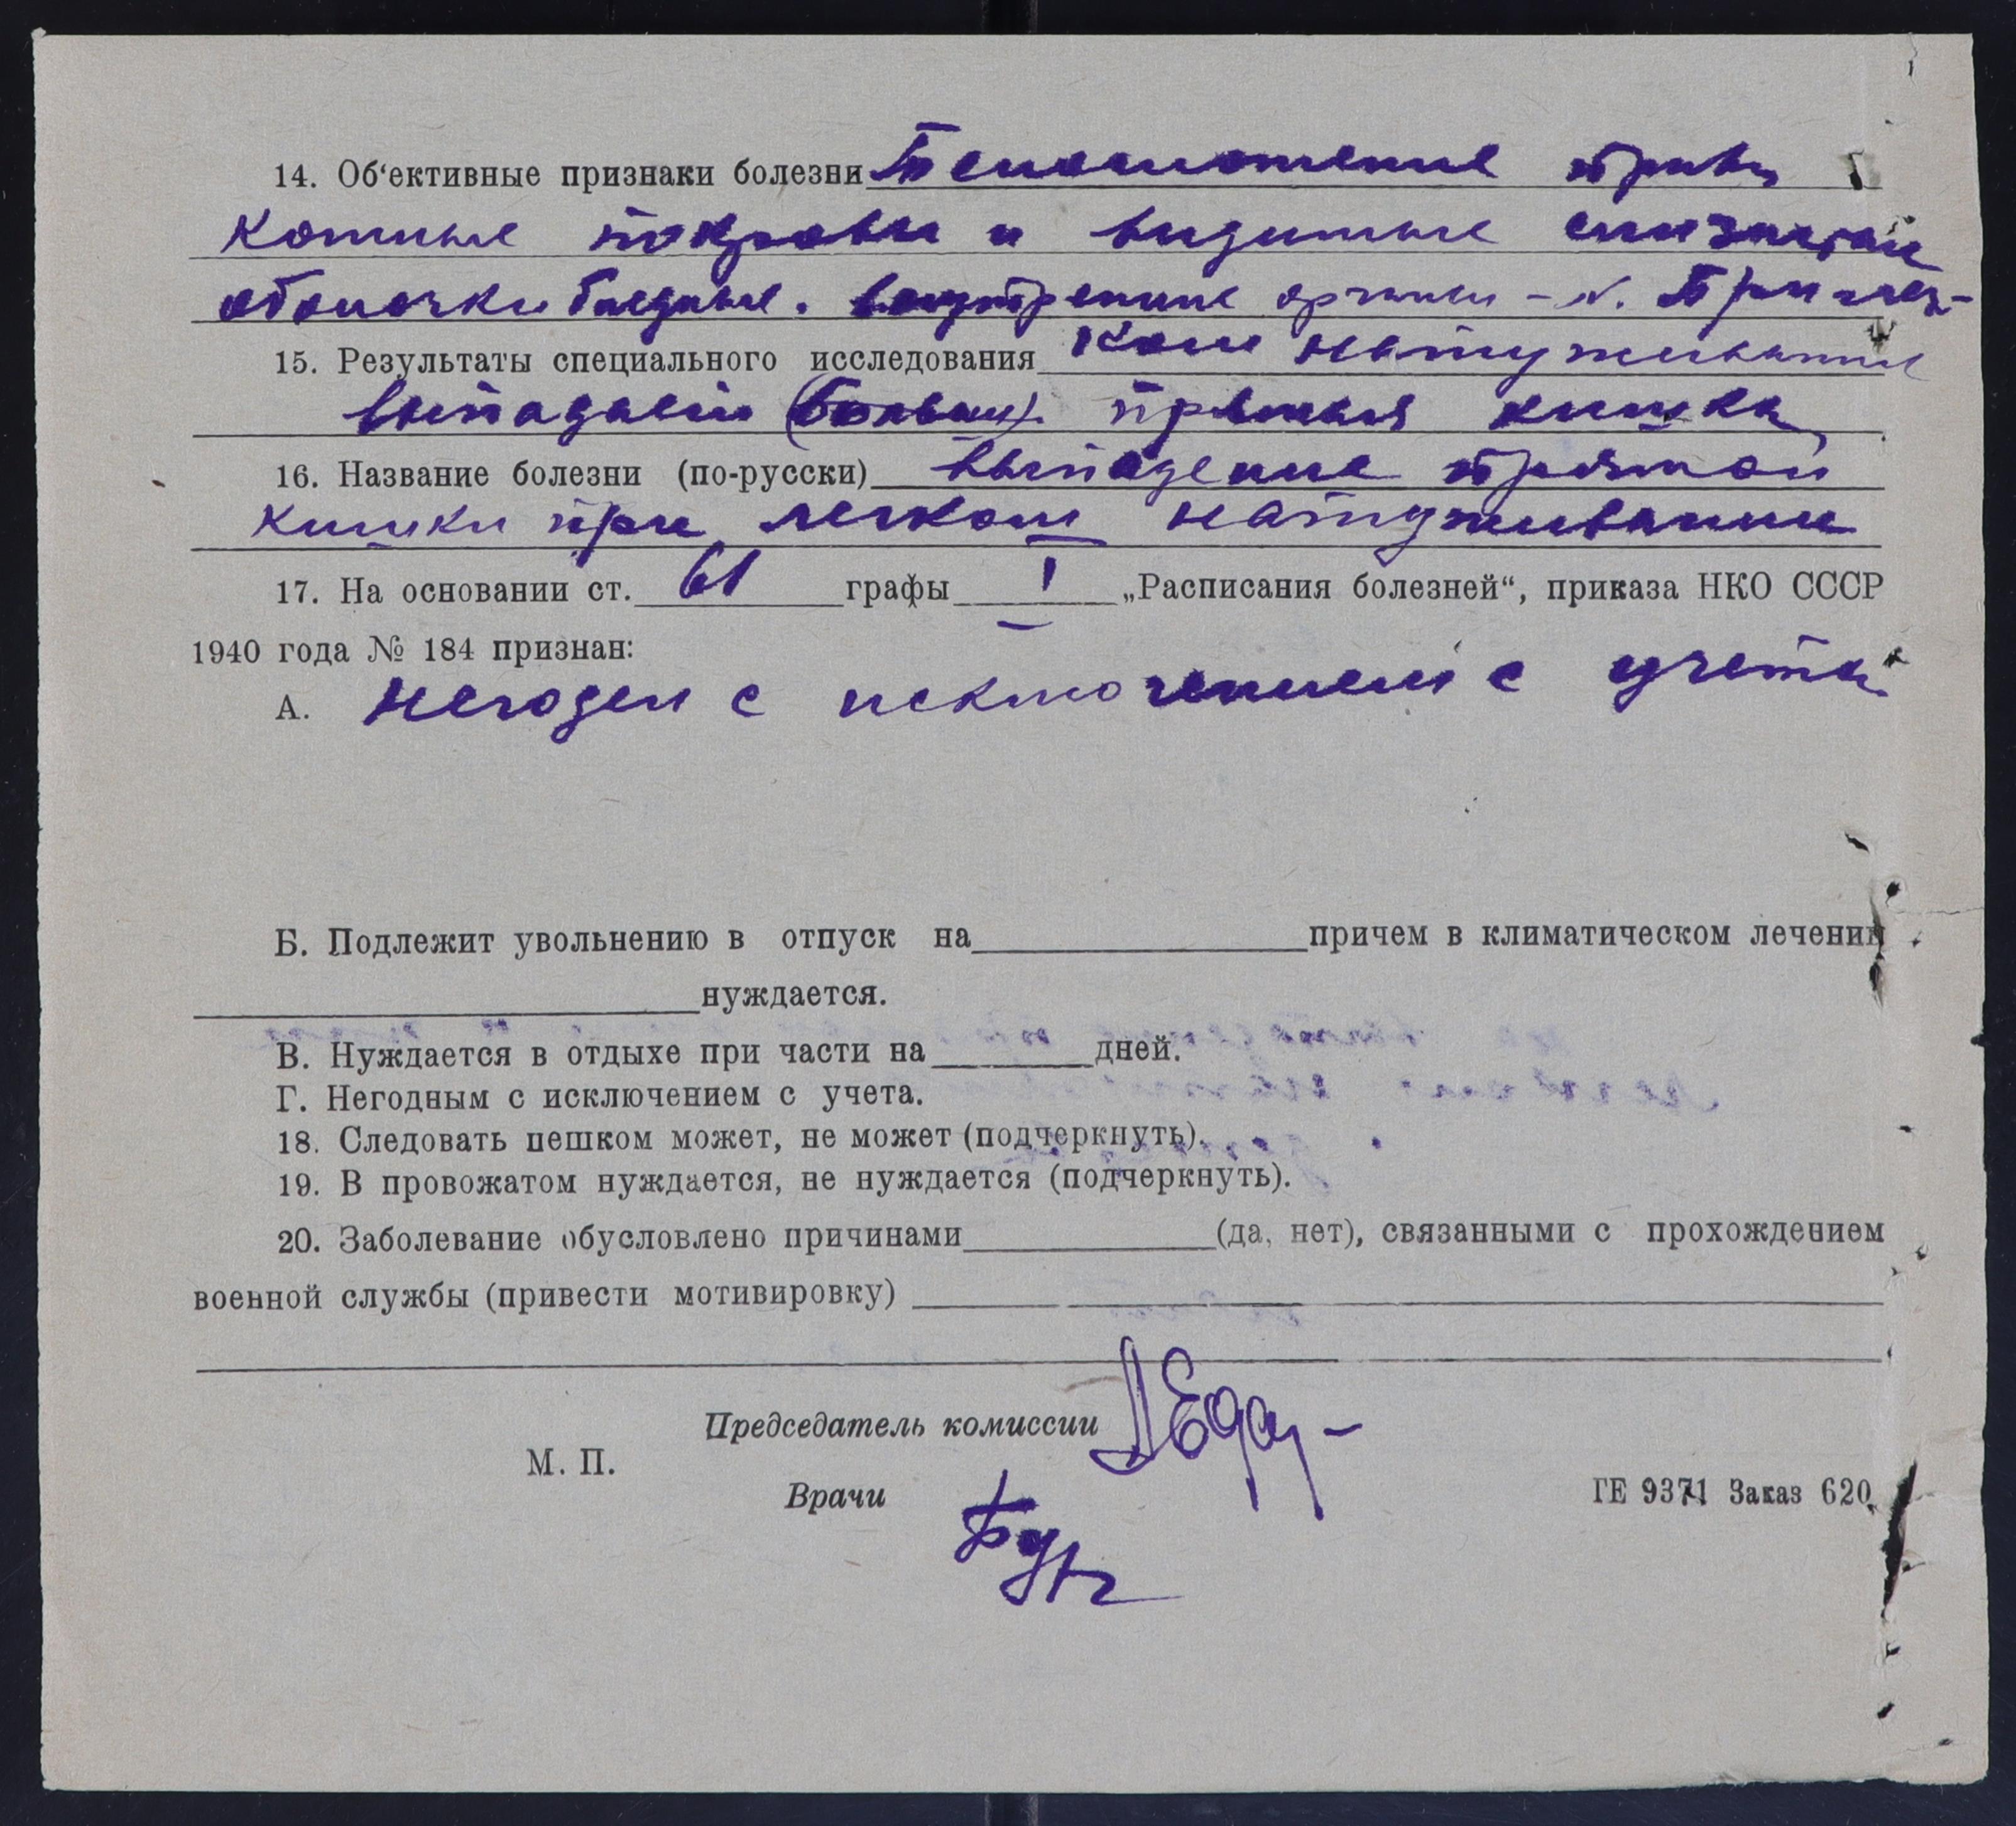 14. Об‘ективные признаки болезни Телосложение прав.
кожные покровы и видимые слизистые
оболочки бледные. внутренние органы – N. При лег-
15. Результаты специального исследования ком натуживании
выпадает прямая кишка
16. Название болезни (по-русски) выпадение прямой
кишки при легком натуживании
17. На основании ст. 61 графы I „Расписания болезней“, приказа НКО СССР
1940 года № 184 признан:
А. Негоден с исключением с учета
Б. Подлежит увольнению в отпуск на причем в климатическом лечении
нуждается.
В. Нуждается в отдыхе при части на дней.
Г. Негодным с исключением с учета.
18. Следовать пешком может, не может (подчеркнуть).
19. В провожатом нуждается, не нуждается (подчеркнуть).
20. Заболевание обусловлено причинами (да, нет), связанными с прохождением
военной службы (привести мотивировку)
Председатель комиссии
М. П.
Врачи
ГЕ 9371 Заказ 620